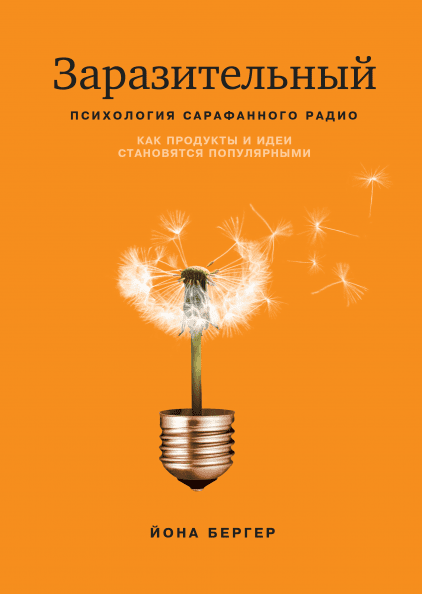 Заразительный
ПСИХОЛОГИЯ САРАФАННОГО РАДИО
КАК ПРОДУКТЫ И ИДЕИ
СТАНОВЯТСЯ ПОПУЛЯРНЫМИ
ЙОНА БЕРГЕР